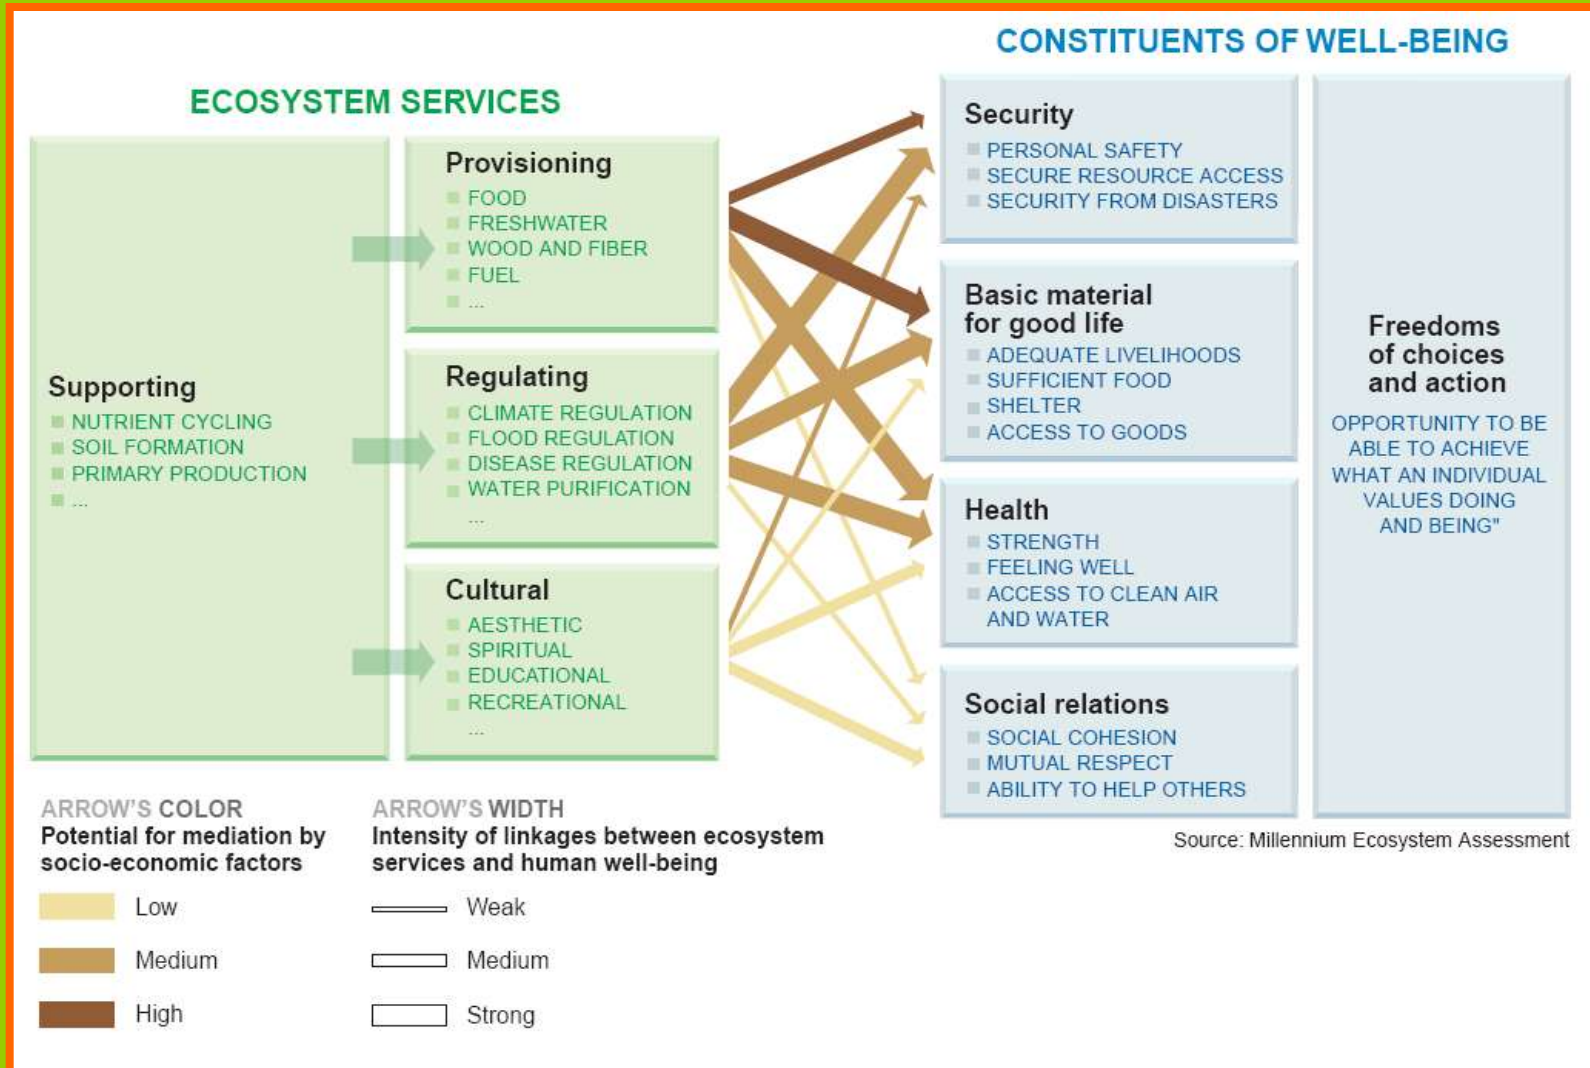 CONSTITUENTS OF WELL-BEING
ECOSYSTEM SERVICES
Supporting
NUTRIENT CYCLING
SOIL FORMATION
PRIMARY PRODUCTION
...
Provisioning
FOOD
FRESHWATER
WOOD AND FIBER
FUEL
...
Regulating
CLIMATE REGULATION
FLOOD REGULATION
DISEASE REGULATION
WATER PURIFICATION
...
Cultural
AESTHETIC
SPIRITUAL
EDUCATIONAL
RECREATIONAL
...
Security
PERSONAL SAFETY
SECURE RESOURCE ACCESS
SECURITY FROM DISASTERS
Basic material
for good life
ADEQUATE LIVELIHOODS
SUFFICIENT FOOD
SHELTER
ACCESS TO GOODS
Health
STRENGTH
FEELING WELL
ACCESS TO CLEAN AIR
AND WATER
Social relations
SOCIAL COHESION
MUTUAL RESPECT
ABILITY TO HELP OTHERS
Freedoms
of choices
and action
OPPORTUNITY TO BE
ABLE TO ACHIEVE
WHAT AN INDIVIDUAL
VALUES DOING
AND BEING"
Source: Millennium Ecosystem Assessment
ARROW'S COLOR
Potential for mediation by
socio-economic factors
Low
Medium
High
ARROW'S WIDTH
Intensity of linkages between ecosystem
services and human well-being
Weak
Medium
Strong